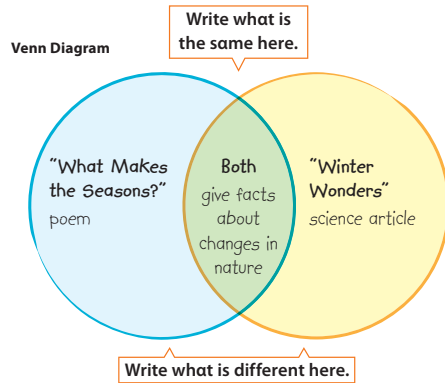 Venn Diagram
Write what is
the same here.
"What Makes
the Seasons?"
poem
Both
give facts
about
changes in
nature
"Winter
Wonders"
science article
Write what is different here.